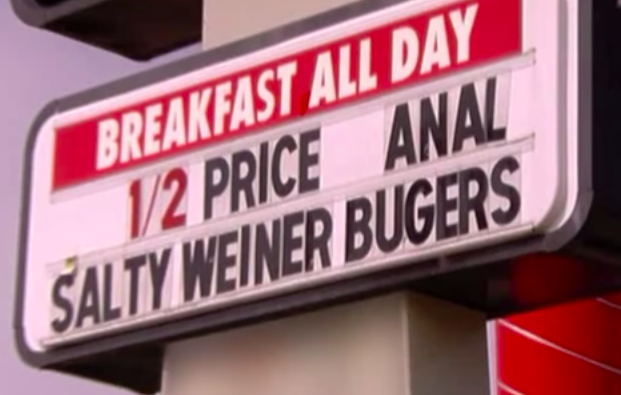 BREAKFAST ALL DAY
1/2 PRICE ANAL
SALTY WEINER BUGERS